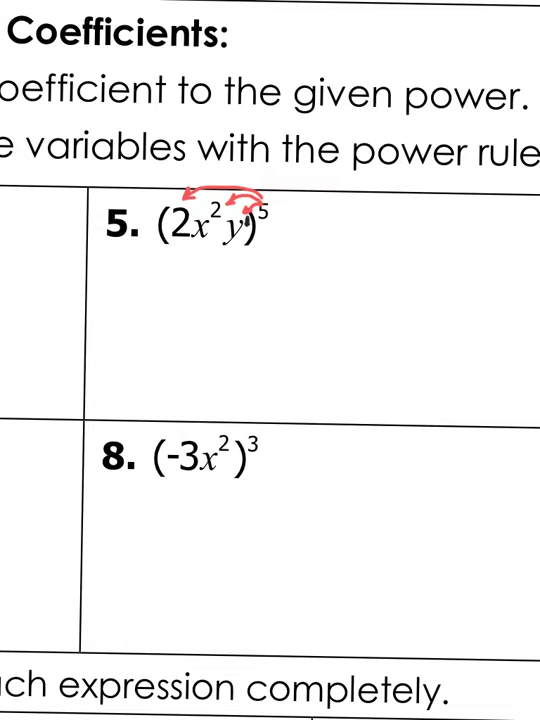 Coefficients:
oefficient to the given power.
e variables with the power rule
5. (2x²y)⁵
8. (-3x²)³
ach expression completely.